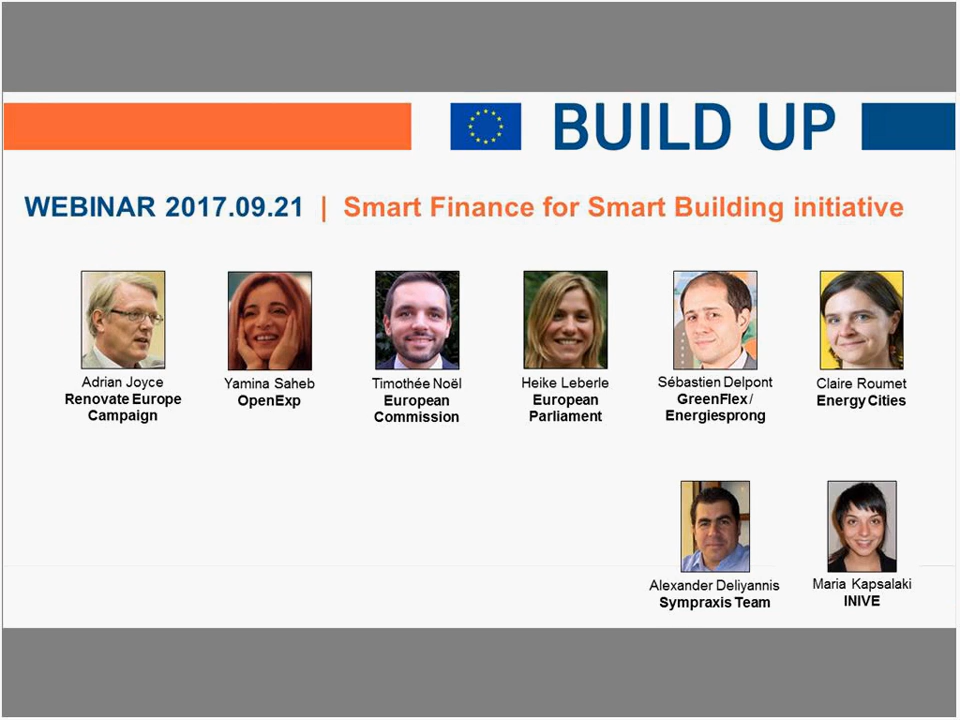 BUILD UP
WEBINAR 2017.09.21 | Smart Finance for Smart Building initiative
Adrian Joyce
Renovate Europe
Campaign
Yamina Saheb
OpenExp
Timothée Noël
European
Commission
Heike Leberle
European
Parliament
Sébastien Delpont
GreenFlex /
Energiesprong
Claire Roumet
Energy Cities
Alexander Deliyannis
Sympraxis Team
Maria Kapsalaki
INIVE